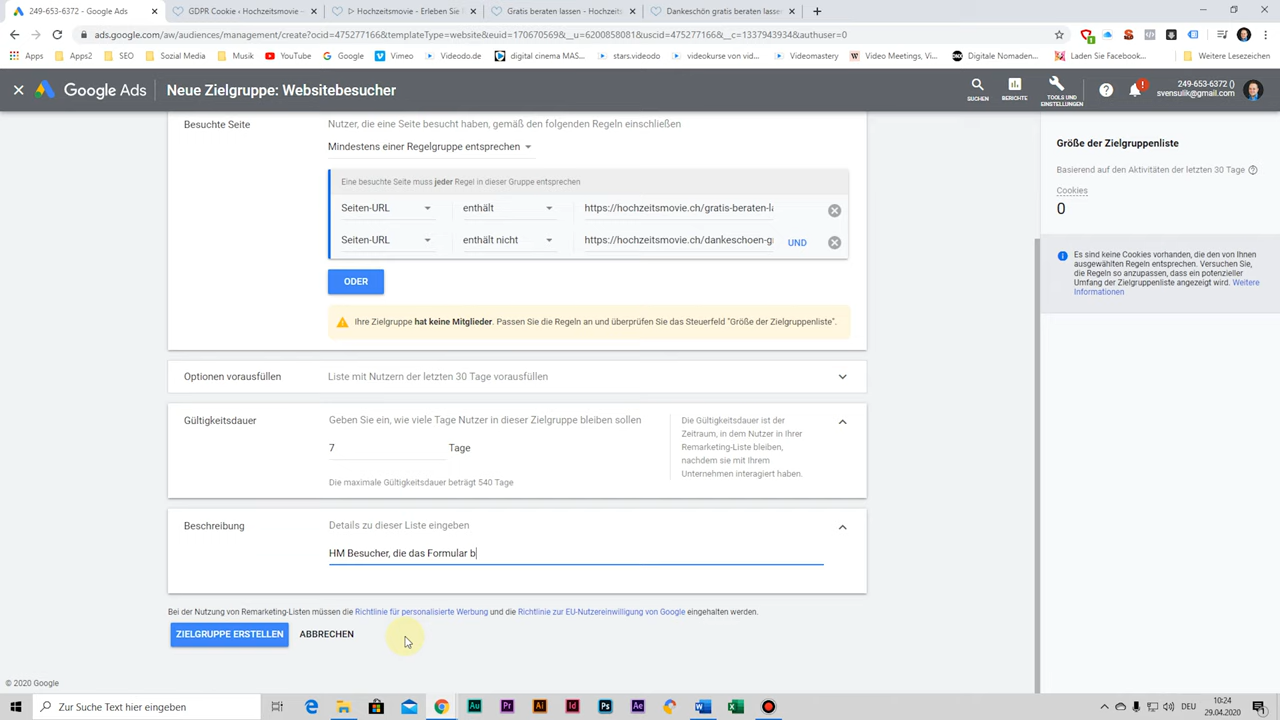 249-653-6372 - Google Ads
GDPR Cookie ‹ Hochzeitsmovie –
▷ Hochzeitsmovie - Erleben Sie I
Gratis beraten lassen - Hochzeits
Dankeschön gratis beraten lassen
ads.google.com/aw/audiences/management/create?ocid=475277166&templateType=website&euid=170670569&__u=6200858081&uscid=475277166&__c=1337943934&authuser=0
Apps
Apps2
SEO
Sozial Media
Musik
YouTube
Google
Vimeo
Videodo.de
digital cinema MAS...
stars.videodo
videokurse von vide...
Videomastery
Video Meetings, Vi...
Digitale Nomaden...
Laden Sie Facebook...
Weitere Lesezeichen
Google Ads
Neue Zielgruppe: Websitebesucher
SUCHEN
BERICHTE
TOOLS UND
EINSTELLUNGEN
249-653-6372 ()
svensulik@gmail.com
Besuchte Seite
Nutzer, die eine Seite besucht haben, gemäß den folgenden Regeln einschließen
Mindestens einer Regelgruppe entsprechen
Eine besuchte Seite muss jeder Regel in dieser Gruppe entsprechen
Seiten-URL
enthält
https://hochzeitsmovie.ch/gratis-beraten-la
Seiten-URL
enthält nicht
https://hochzeitsmovie.ch/dankeschoen-g
UND
ODER
Ihre Zielgruppe hat keine Mitglieder. Passen Sie die Regeln an und überprüfen Sie das Steuerfeld "Größe der Zielgruppenliste".
Optionen vorausfüllen
Liste mit Nutzern der letzten 30 Tage vorausfüllen
Gültigkeitsdauer
Geben Sie ein, wie viele Tage Nutzer in dieser Zielgruppe bleiben sollen
7 Tage
Die maximale Gültigkeitsdauer beträgt 540 Tage
Die Gültigkeitsdauer ist der
Zeitraum, in dem Nutzer in Ihrer
Remarketing-Liste bleiben,
nachdem sie mit Ihrem
Unternehmen interagiert haben.
Beschreibung
Details zu dieser Liste eingeben
HM Besucher, die das Formular b
Bei der Nutzung von Remarketing-Listen müssen die Richtlinie für personalisierte Werbung und die Richtlinie zur EU-Nutzereinwilligung von Google eingehalten werden.
ZIELGRUPPE ERSTELLEN
ABBRECHEN
© 2020 Google
Größe der Zielgruppenliste
Basierend auf den Aktivitäten der letzten 30 Tage
Cookies
0
Es sind keine Cookies vorhanden, die den von Ihnen
ausgewählten Regeln entsprechen. Versuchen Sie,
die Regeln so anzupassen, dass ein potenzieller
Umfang der Zielgruppenliste angezeigt wird. Weitere
Informationen
Zur Suche Text hier eingeben
DEU
10:24
29.04.2020